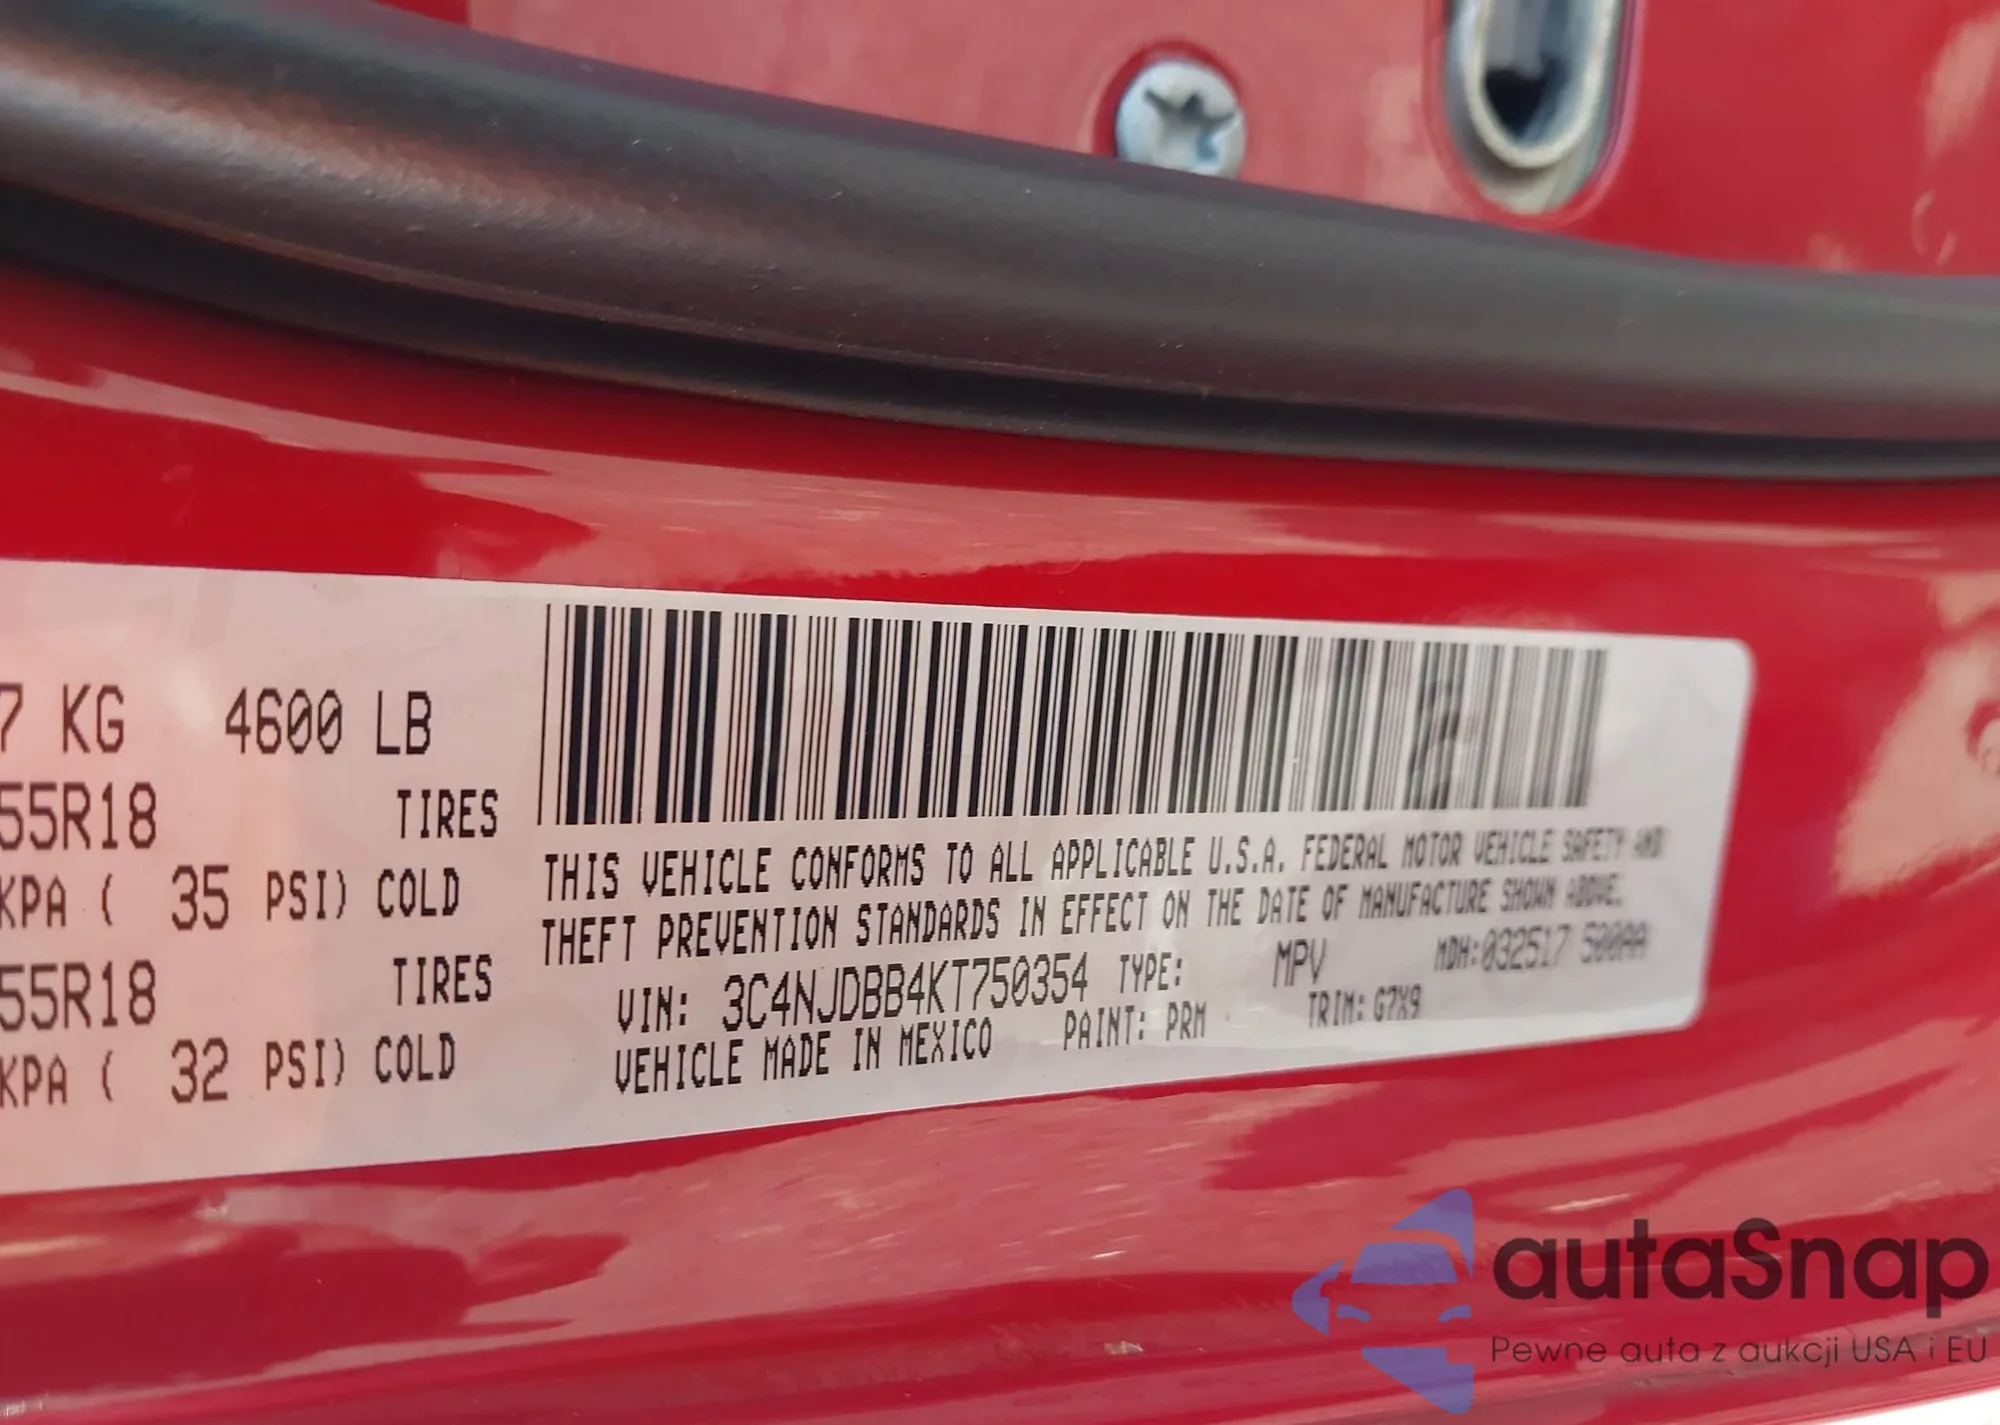 7 KG 4600 LB
55R18 TIRES
KPA ( 35 PSI) COLD
55R18 TIRES
KPA ( 32 PSI) COLD
THIS VEHICLE CONFORMS TO ALL APPLICABLE U.S.A. FEDERAL MOTOR VEHICLE SAFETY AND
THEFT PREVENTION STANDARDS IN EFFECT ON THE DATE OF MANUFACTURE SHOWN ABOVE.
VIN: 3C4NJDBB4KT750354 TYPE: MPV MDH:032517 500AA
VEHICLE MADE IN MEXICO PAINT: PRM TRIM: G7X9
autaSnap
Pewne auta z aukcji USA i EU